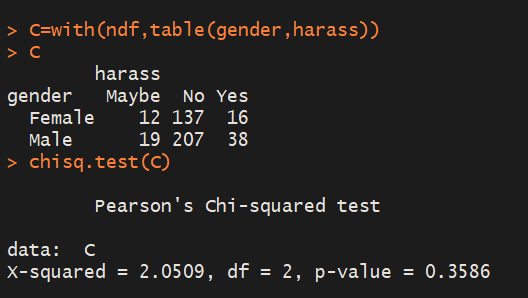 > C=with(ndf,table(gender,harass))
> C
        harass
gender   Maybe  No Yes
  Female    12 137  16
  Male      19 207  38
> chisq.test(C)
        Pearson's Chi-squared test
data:  C
X-squared = 2.0509, df = 2, p-value = 0.3586